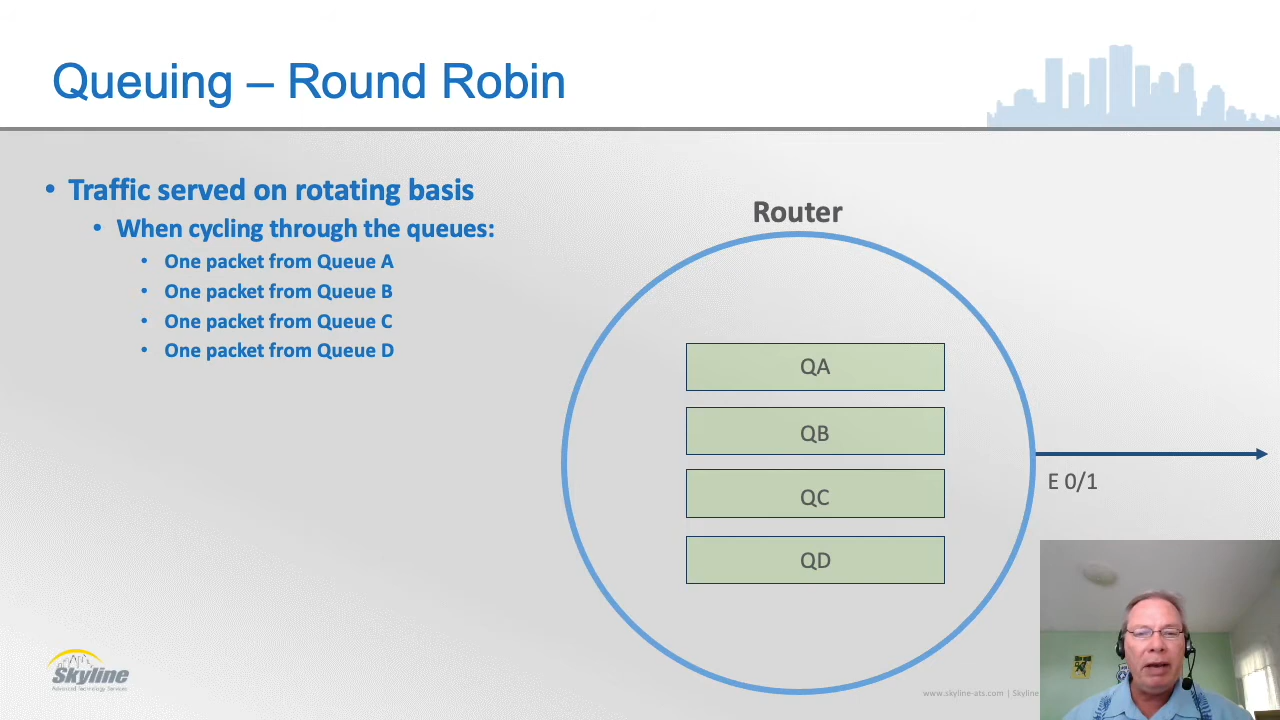 Queuing – Round Robin
• Traffic served on rotating basis
• When cycling through the queues:
• One packet from Queue A
• One packet from Queue B
• One packet from Queue C
• One packet from Queue D
Router
QA
QB
QC
QD
E 0/1
Skyline
Advanced Technology Services
www.skyline-ats.com | Skyline